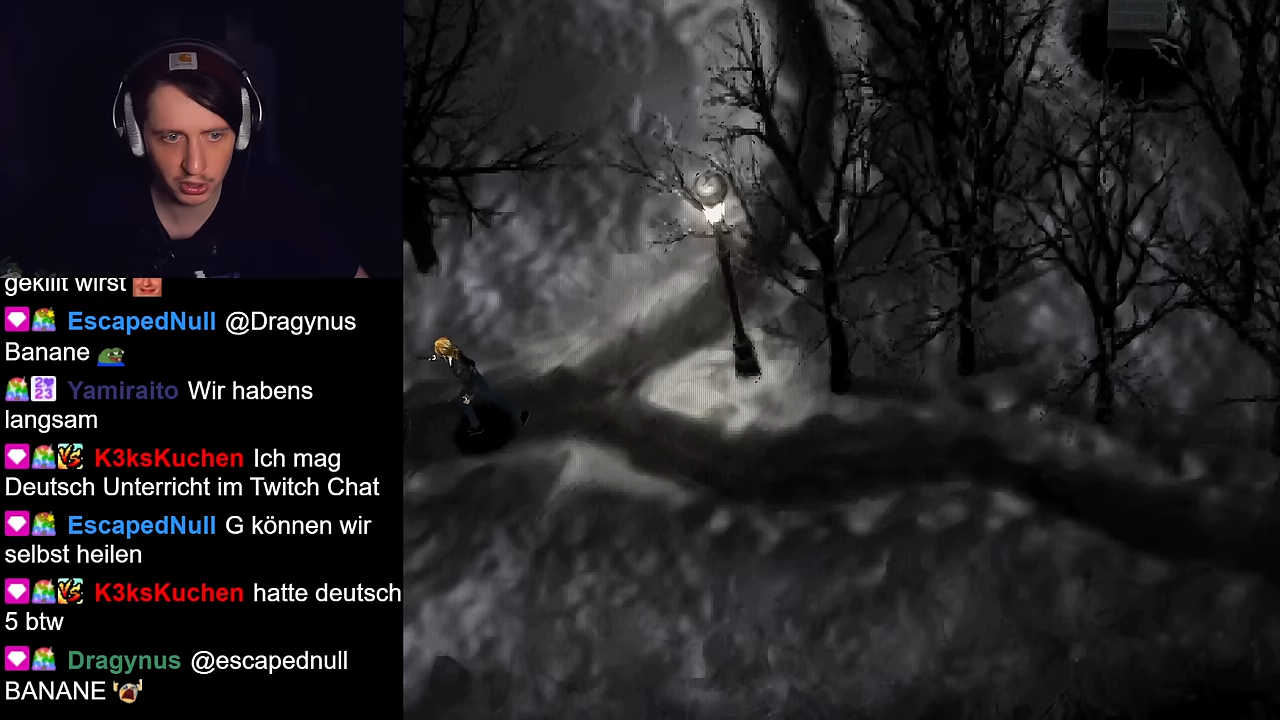 gekillt wirst
EscapedNull @Dragynus
Banane
Yamiraito Wir habens
langsam
K3ksKuchen Ich mag
Deutsch Unterricht im Twitch Chat
EscapedNull G können wir
selbst heilen
K3ksKuchen hatte deutsch
5 btw
Dragynus @escapednull
BANANE